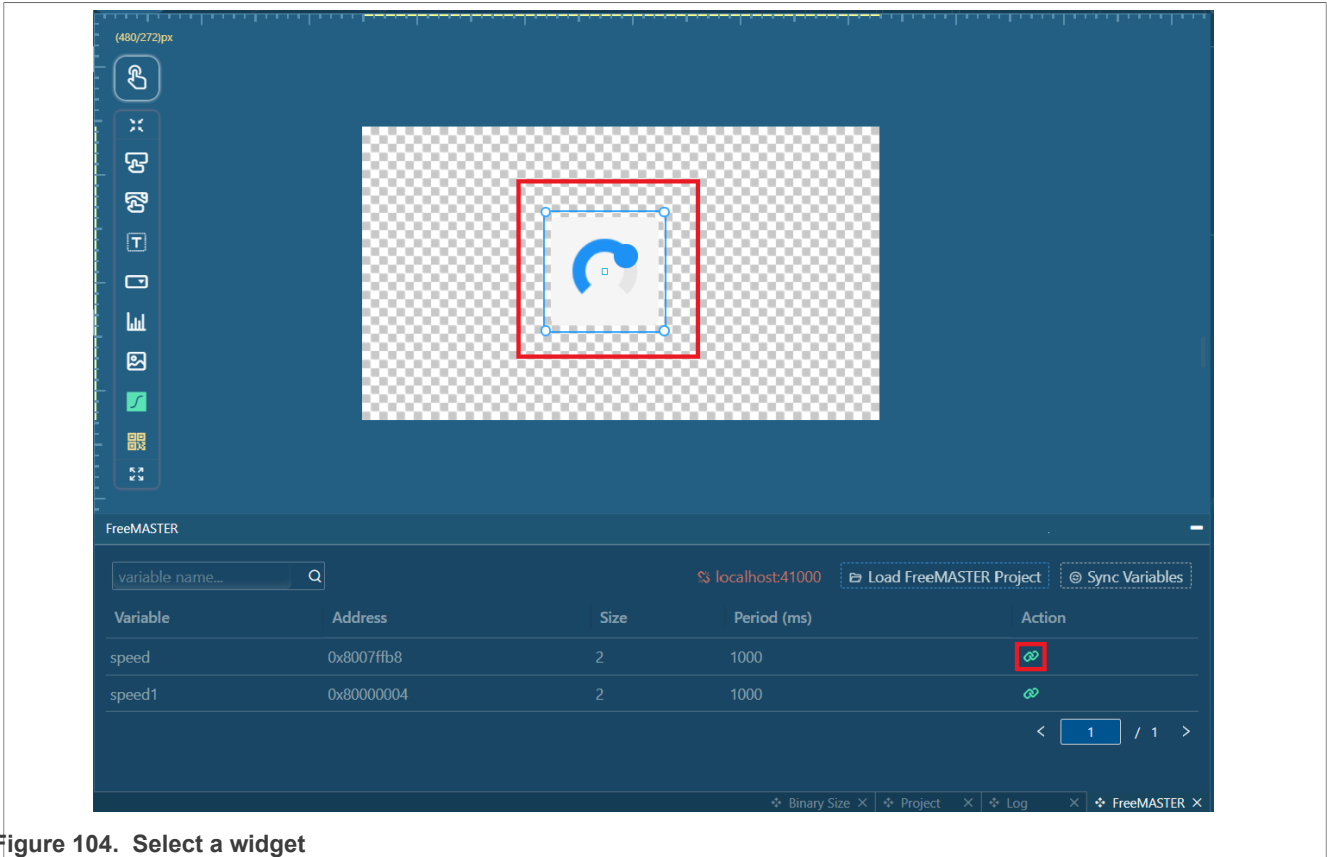 (480/272)px
T
FreeMASTER
variable name...
localhost:41000 Load FreeMASTER Project Sync Variables
Variable Address Size Period (ms) Action
speed 0x8007ffb8 2 1000
speed1 0x80000004 2 1000
< 1 / 1 >
Binary Size × Project × Log × FreeMASTER ×
Figure 104. Select a widget